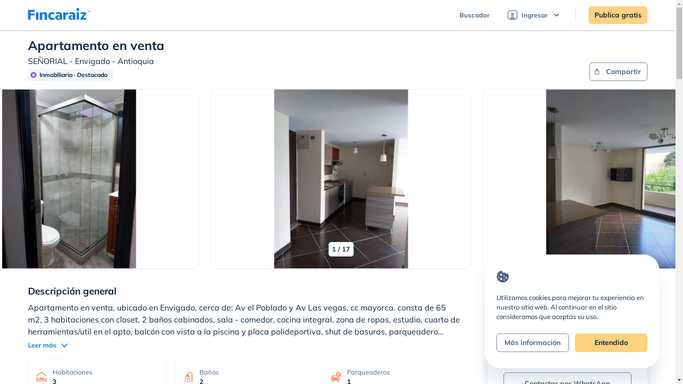 Fincaraiz
Buscador
Ingresar
Publica gratis
Apartamento en venta
SEÑORIAL - Envigado - Antioquia
Inmobiliaria · Destacado
Compartir
1 / 17
Descripción general
Apartamento en venta, ubicado en Envigado, cerca de: Av el Poblado y Av Las vegas, cc mayorca. consta de 65
m2, 3 habitaciones con closet, 2 baños cabinados, sala - comedor, cocina integral, zona de ropas, estudio, cuarto de
herramientas/util en el apto, balcón con vista a la piscina y placa polideportiva, shut de basuras, parqueadero...
Leer más
Habitaciones
3
Baños
2
Parqueaderos
1
Utilizamos cookies para mejorar tu experiencia en
nuestro sitio web. Al continuar en el sitio
consideramos que aceptas su uso.
Más información
Entendido
Contactar por WhatsApp